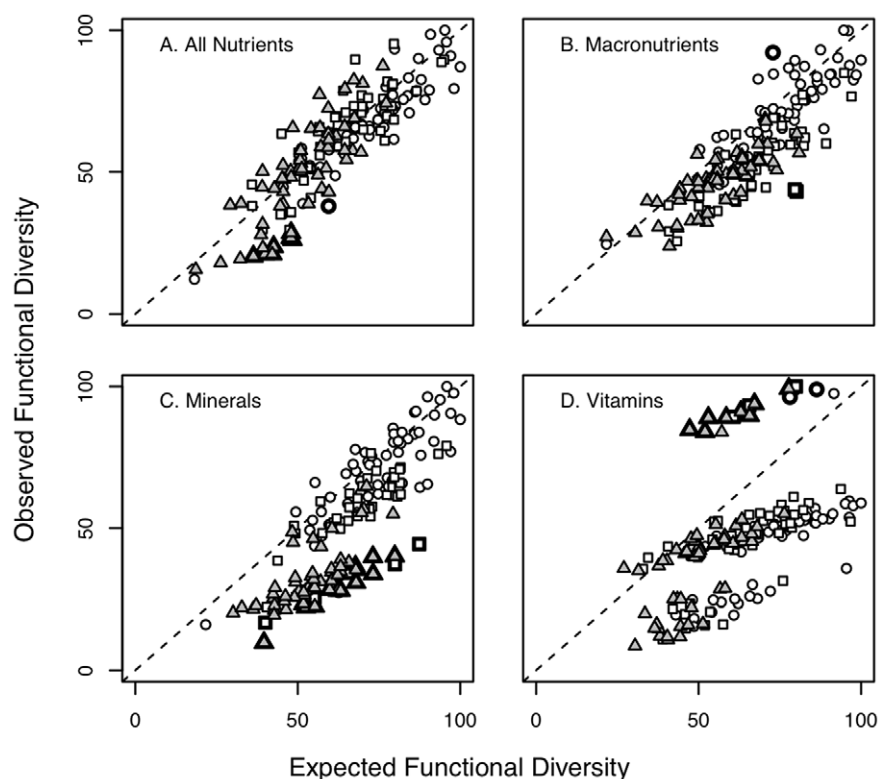 A. All Nutrients
B. Macronutrients
100
50
0
C. Minerals
D. Vitamins
100
50
0
0
50
100
0
50
100
Observed Functional Diversity
Expected Functional Diversity